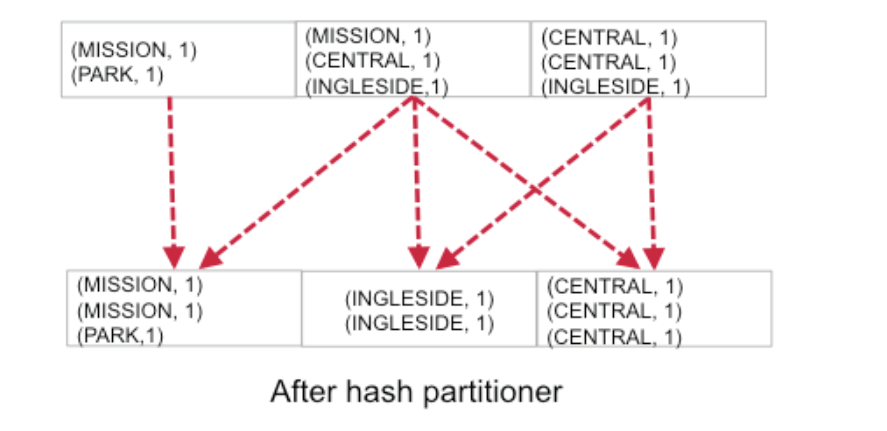 (MISSION, 1)
(PARK, 1)
(MISSION, 1)
(CENTRAL, 1)
(INGLESIDE,1)
(CENTRAL, 1)
(CENTRAL, 1)
(INGLESIDE, 1)
(MISSION, 1)
(MISSION, 1)
(PARK,1)
(INGLESIDE, 1)
(INGLESIDE, 1)
(CENTRAL, 1)
(CENTRAL, 1)
(CENTRAL, 1)
After hash partitioner